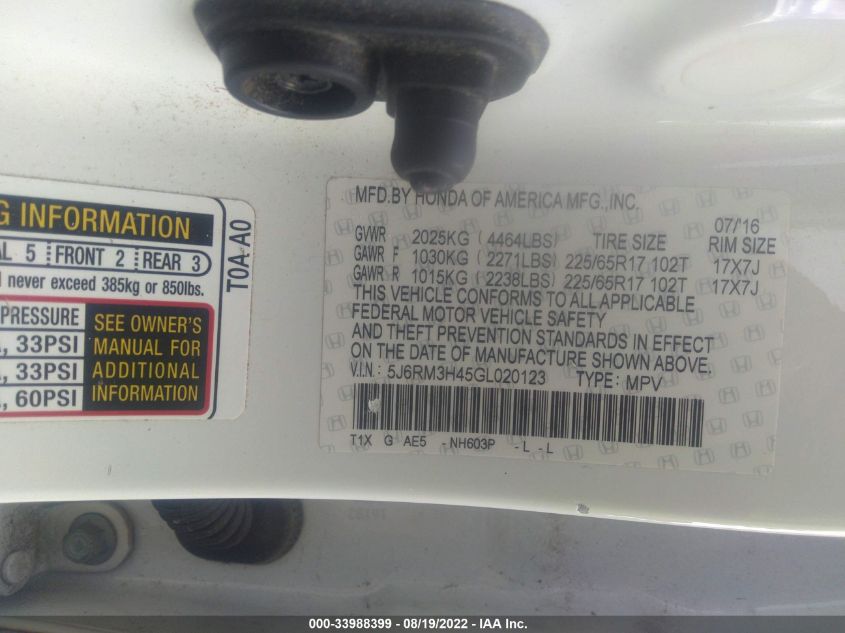 G INFORMATION
AL 5 FRONT 2 REAR 3
d never exceed 385kg or 850lbs.
PRESSURE
, 33PSI
, 33PSI
, 60PSI
SEE OWNER'S
MANUAL FOR
ADDITIONAL
INFORMATION
T0A A0
MFD.BY HONDA OF AMERICA MFG.,INC.
07/'16
GVWR 2025KG (4464LBS) TIRE SIZE RIM SIZE
GAWR F 1030KG (2271LBS) 225/65R17 102T 17X7J
GAWR R 1015KG (2238LBS) 225/65R17 102T 17X7J
THIS VEHICLE CONFORMS TO ALL APPLICABLE
FEDERAL MOTOR VEHICLE SAFETY
AND THEFT PREVENTION STANDARDS IN EFFECT
ON THE DATE OF MANUFACTURE SHOWN ABOVE.
V.I.N.: 5J6RM3H45GL020123 TYPE: MPV
T1X G AE5 -NH603P -L -L
000-33988399 - 08/19/2022 - IAA Inc.